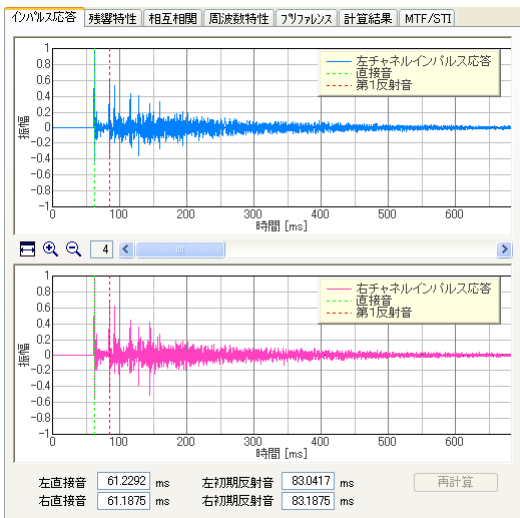 インパルス応答 残響特性 相互相関 周波数特性 プリファレンス 計算結果 MTF/STI
1
0.8
0.6
0.4
0.2
0
-0.2
-0.4
-0.6
-0.8
-1
振幅
左チャネルインパルス応答
直接音
第1反射音
0 100 200 300 400 500 600
時間 [ms]
4
1
0.8
0.6
0.4
0.2
0
-0.2
-0.4
-0.6
-0.8
-1
振幅
右チャネルインパルス応答
直接音
第1反射音
0 100 200 300 400 500 600
時間 [ms]
左直接音 61.2292 ms 左初期反射音 83.0417 ms 再計算
右直接音 61.1875 ms 右初期反射音 83.1875 ms